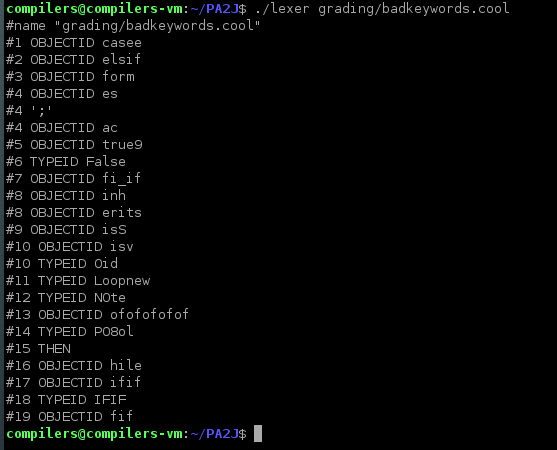 compilers@compilers-vm:~/PA2J$ ./lexer grading/badkeywords.cool
#name "grading/badkeywords.cool"
#1 OBJECTID casee
#2 OBJECTID elsif
#3 OBJECTID form
#4 OBJECTID es
#4 ';'
#4 OBJECTID ac
#5 OBJECTID true9
#6 TYPEID False
#7 OBJECTID fi_if
#8 OBJECTID inh
#8 OBJECTID erits
#9 OBJECTID isS
#10 OBJECTID isv
#10 TYPEID Oid
#11 TYPEID Loopnew
#12 TYPEID NOte
#13 OBJECTID ofofofofof
#14 TYPEID PO8ol
#15 THEN
#16 OBJECTID hile
#17 OBJECTID ifif
#18 TYPEID IFIF
#19 OBJECTID fif
compilers@compilers-vm:~/PA2J$